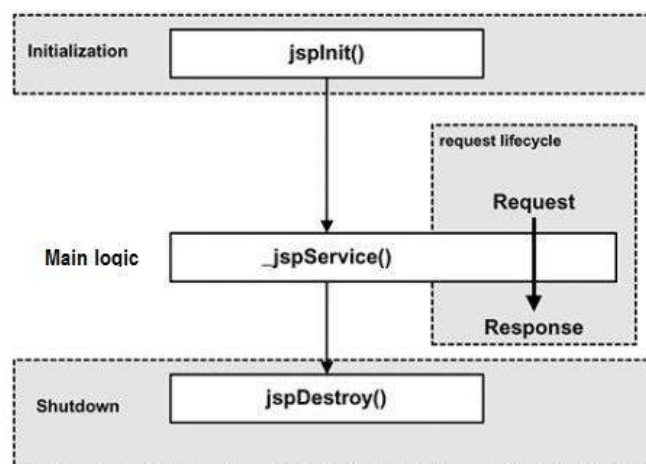 Initialization
jspInit()
request lifecycle
Request
Main logic
_jspService()
Response
Shutdown
jspDestroy()